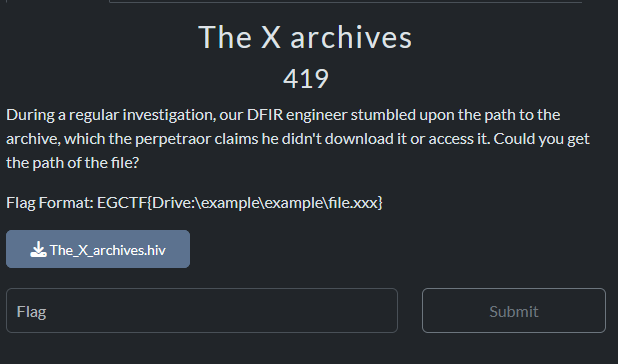 The X archives
419
During a regular investigation, our DFIR engineer stumbled upon the path to the
archive, which the perpetraor claims he didn't download it or access it. Could you get
the path of the file?
Flag Format: EGCTF{Drive:\example\example\file.xxx}
The_X_archives.hiv
Flag
Submit